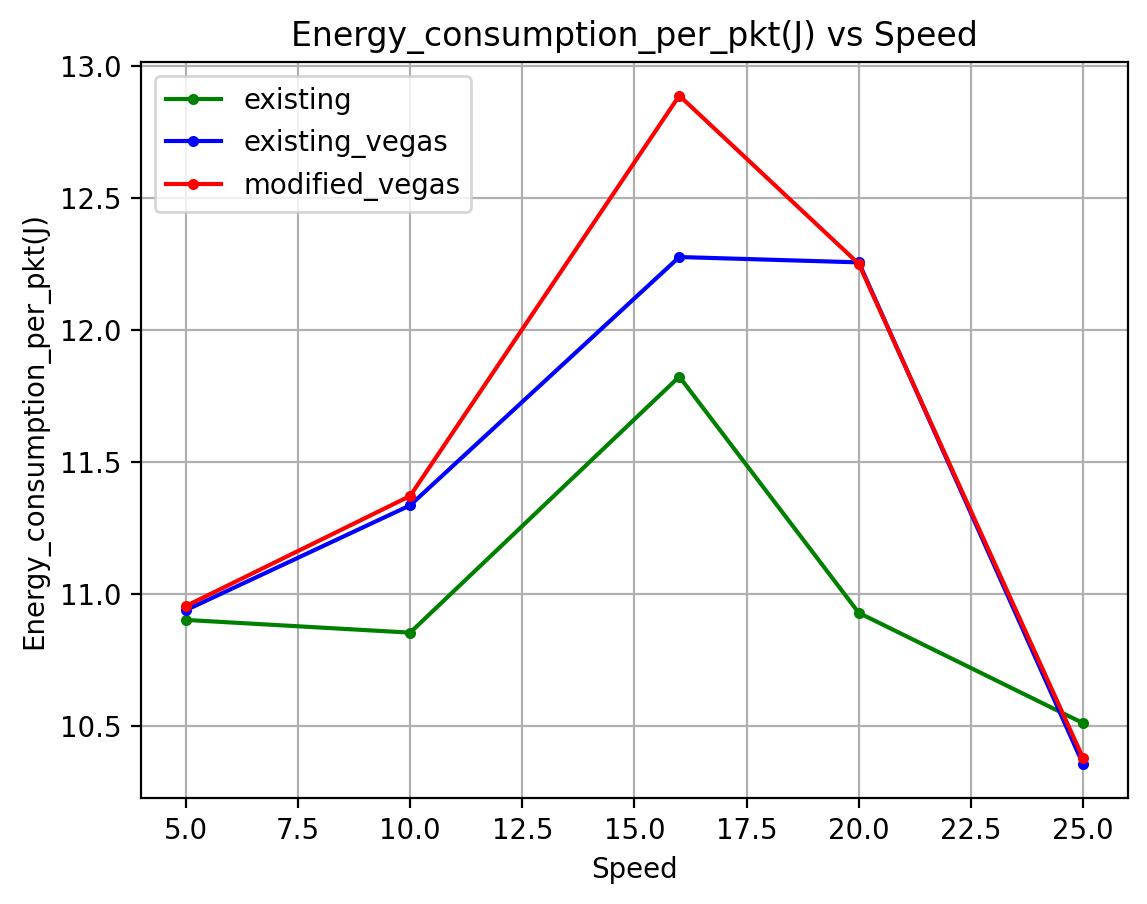 Energy_consumption_per_pkt(J) vs Speed
existing
existing_vegas
modified_vegas
Energy_consumption_per_pkt(J)
13.0
12.5
12.0
11.5
11.0
10.5
5.0 7.5 10.0 12.5 15.0 17.5 20.0 22.5 25.0
Speed